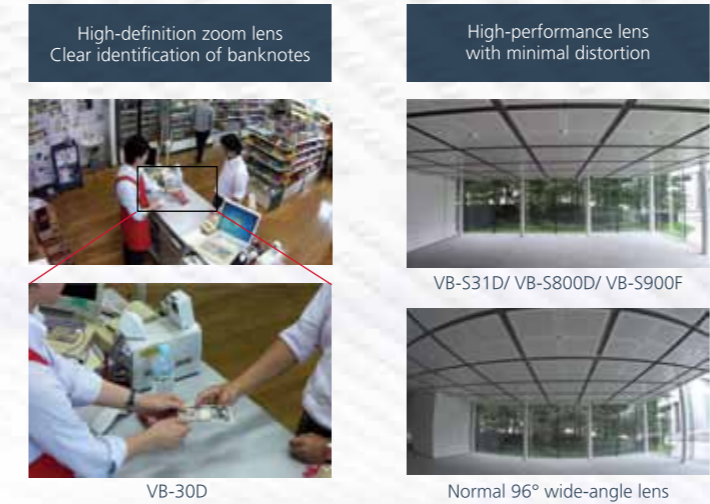 High-definition zoom lens
Clear identification of banknotes
VB-30D
High-performance lens
with minimal distortion
VB-S31D/ VB-S800D/ VB-S900F
Normal 96° wide-angle lens